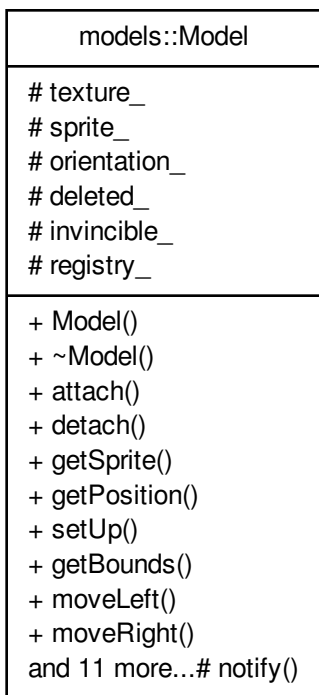 models::Model
# texture_
# sprite_
# orientation_
# deleted_
# invincible_
# registry_
+ Model()
+ ~Model()
+ attach()
+ detach()
+ getSprite()
+ getPosition()
+ setUp()
+ getBounds()
+ moveLeft()
+ moveRight()
and 11 more...# notify()